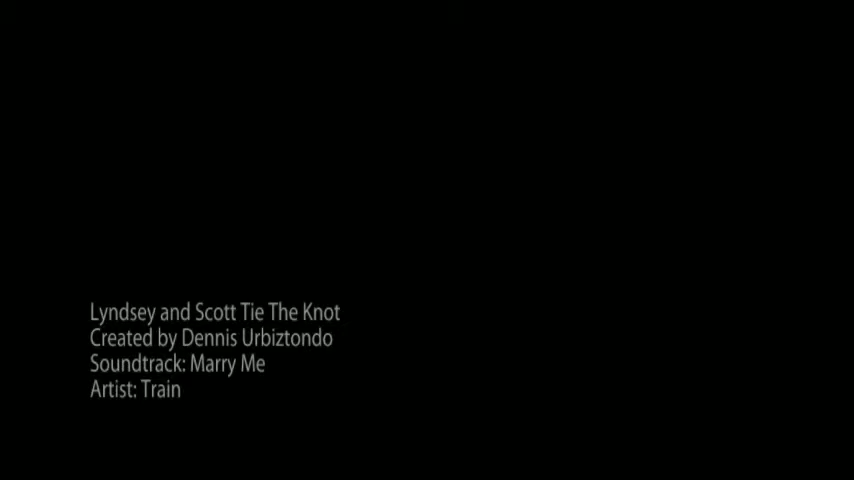 Lyndsey and Scott Tie The Knot
Created by Dennis Urbiztondo
Soundtrack: Marry Me
Artist: Train